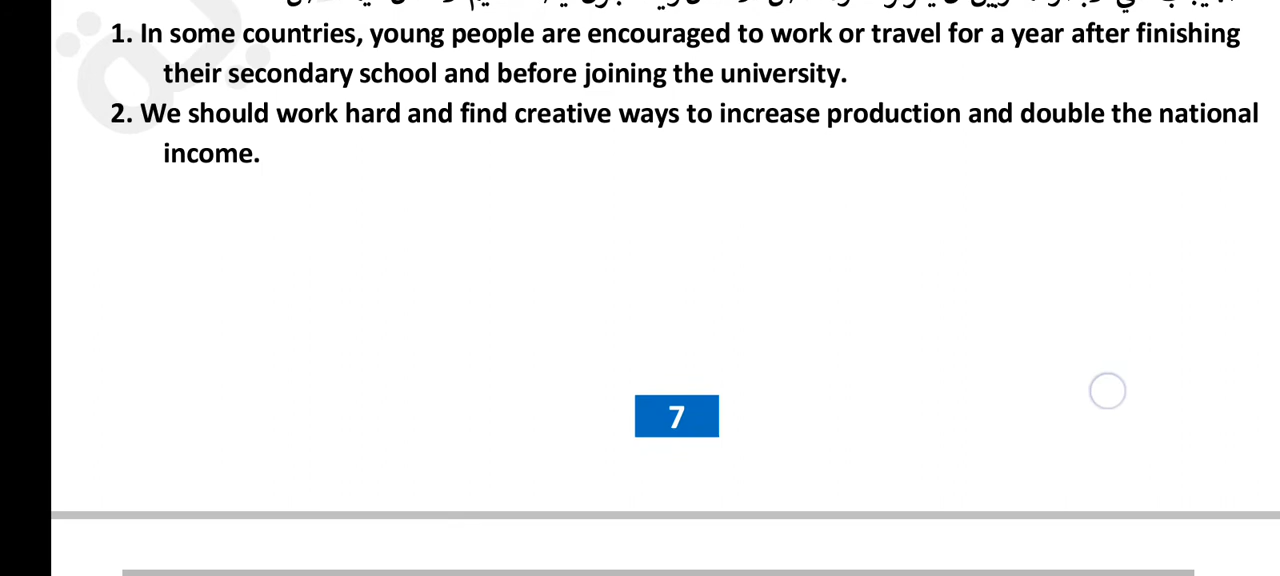 1. In some countries, young people are encouraged to work or travel for a year after finishing
their secondary school and before joining the university.
2. We should work hard and find creative ways to increase production and double the national
income.
7